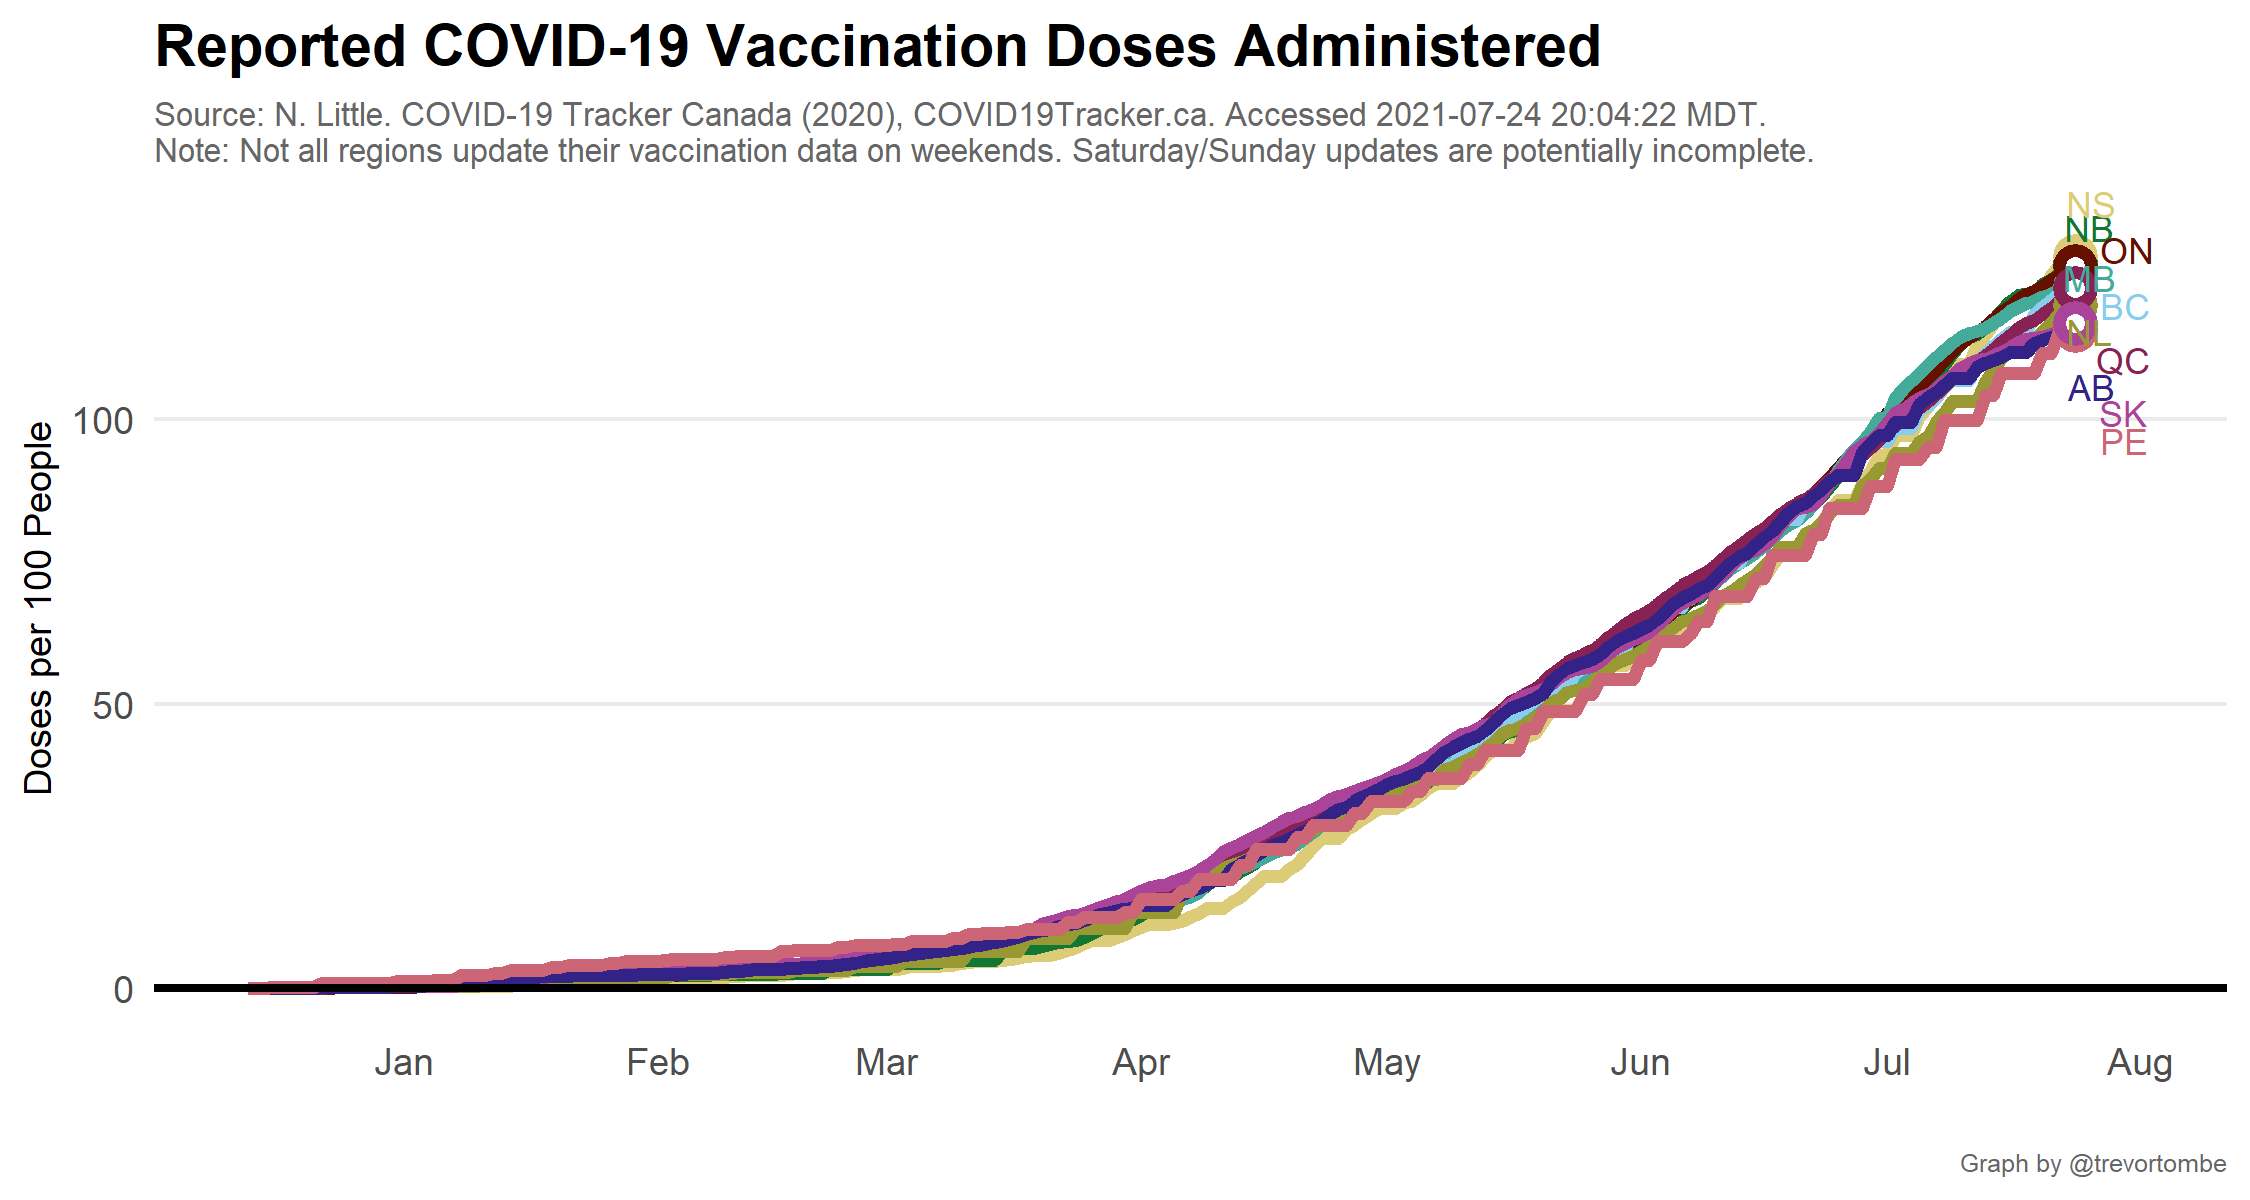 Reported COVID-19 Vaccination Doses Administered
Source: N. Little. COVID-19 Tracker Canada (2020), COVID19Tracker.ca. Accessed 2021-07-24 20:04:22 MDT.
Note: Not all regions update their vaccination data on weekends. Saturday/Sunday updates are potentially incomplete.
NS
NB
ON
MB
BC
NL
QC
AB
SK
PE
Doses per 100 People
100
50
0
Jan Feb Mar Apr May Jun Jul Aug
Graph by @trevortombe